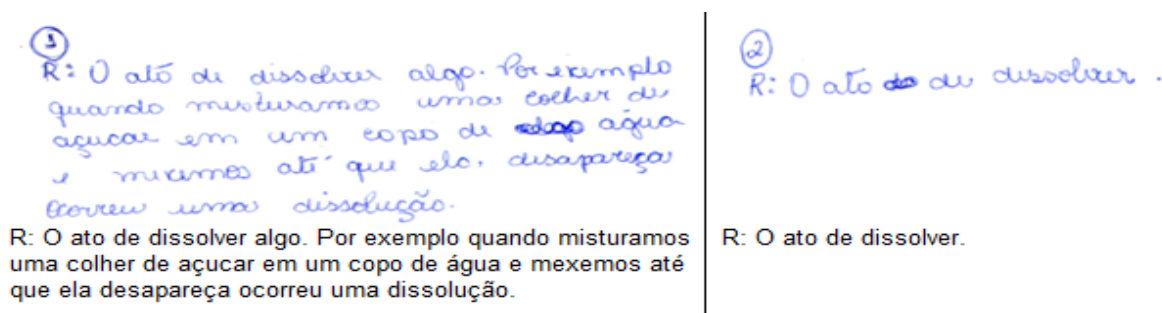 1
R: O ato de dissolver algo. Por exemplo
quando misturamos uma colher de
açucar em um copo de água
e meximos até que ela, desapareça
ocorreu uma dissolução.
R: O ato de dissolver algo. Por exemplo quando misturamos
uma colher de açucar em um copo de água e mexemos até
que ela desapareça ocorreu uma dissolução.
2
R: O ato de dissolver.
R: O ato de dissolver.